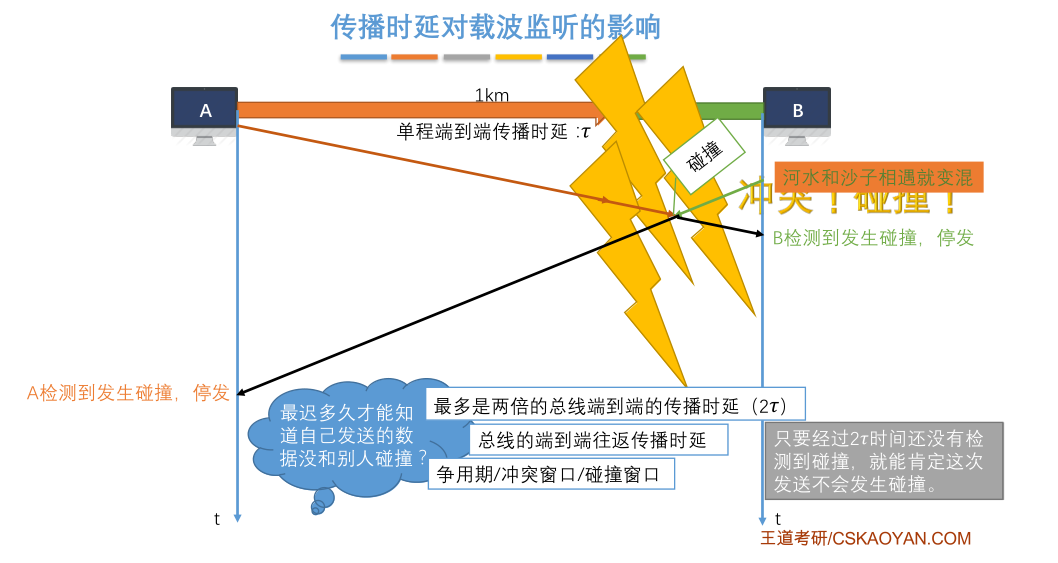 传播时延对载波监听的影响
1km
A
B
单程端到端传播时延 :τ
碰撞
河水和沙子相遇就变混
冲突！碰撞！
B检测到发生碰撞，停发
A检测到发生碰撞，停发
最迟多久才能知
道自己发送的数
据没和别人碰撞？
最多是两倍的总线端到端的传播时延（2τ）
总线的端到端往返传播时延
争用期/冲突窗口/碰撞窗口
只要经过2τ时间还没有检
测到碰撞，就能肯定这次
发送不会发生碰撞。
t
t
王道考研/CSKAOYAN.COM